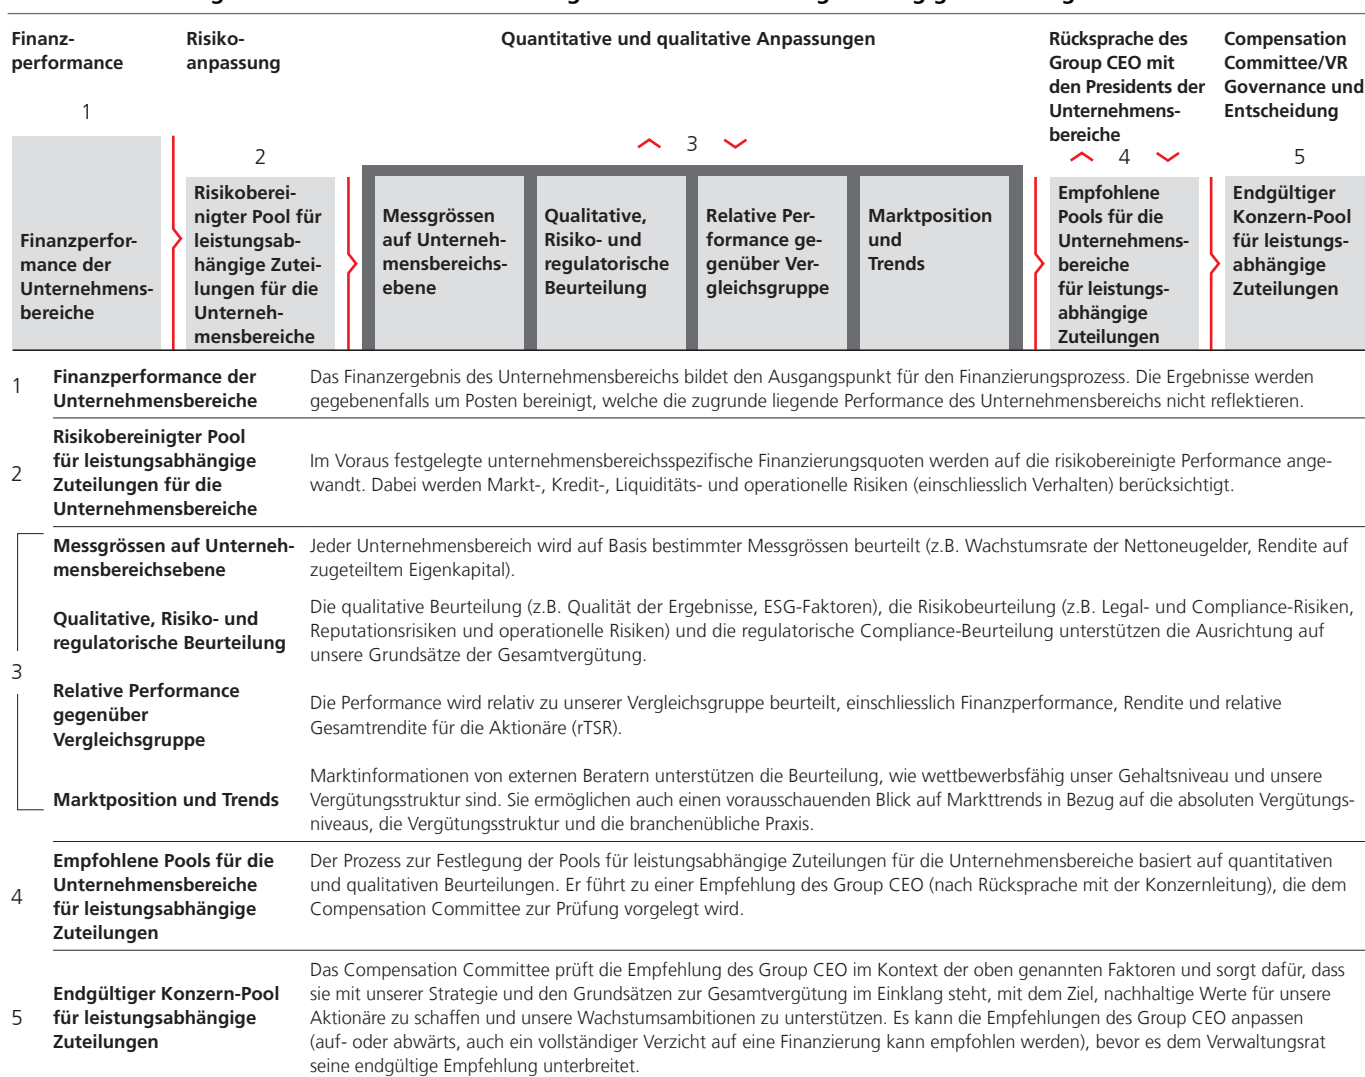 Finanz-
performance
1
Risiko-
anpassung
2
Quantitative und qualitative Anpassungen
3
Rücksprache des
Group CEO mit
den Presidents der
Unternehmens-
bereiche
4
Compensation
Committee/VR
Governance und
Entscheidung
5
Finanzperfor-
mance der
Unternehmens-
bereiche
Risikoberei-
nigter Pool für
leistungsab-
hängige Zutei-
lungen für die
Unterneh-
mensbereiche
Messgrössen
auf Unterneh-
mensbereichs-
ebene
Qualitative,
Risiko- und
regulatorische
Beurteilung
Relative Per-
formance ge-
genüber Ver-
gleichsgruppe
Marktposition
und
Trends
Empfohlene
Pools für die
Unternehmens-
bereiche
für leistungs-
abhängige
Zuteilungen
Endgültiger
Konzern-Pool
für leistungs-
abhängige
Zuteilungen
1
Finanzperformance der
Unternehmensbereiche
Das Finanzergebnis des Unternehmensbereichs bildet den Ausgangspunkt für den Finanzierungsprozess. Die Ergebnisse werden
gegebenenfalls um Posten bereinigt, welche die zugrunde liegende Performance des Unternehmensbereichs nicht reflektieren.
2
Risikobereinigter Pool
für leistungsabhängige
Zuteilungen für die
Unternehmensbereiche
Im Voraus festgelegte unternehmensbereichsspezifische Finanzierungsquoten werden auf die risikobereinigte Performance ange-
wandt. Dabei werden Markt-, Kredit-, Liquiditäts- und operationelle Risiken (einschliesslich Verhalten) berücksichtigt.
3
Messgrössen auf Unterneh-
mensbereichsebene
Jeder Unternehmensbereich wird auf Basis bestimmter Messgrössen beurteilt (z.B. Wachstumsrate der Nettoneugelder, Rendite auf
zugeteiltem Eigenkapital).
Qualitative, Risiko- und
regulatorische Beurteilung
Die qualitative Beurteilung (z.B. Qualität der Ergebnisse, ESG-Faktoren), die Risikobeurteilung (z.B. Legal- und Compliance-Risiken,
Reputationsrisiken und operationelle Risiken) und die regulatorische Compliance-Beurteilung unterstützen die Ausrichtung auf
unsere Grundsätze der Gesamtvergütung.
Relative Performance
gegenüber
Vergleichsgruppe
Die Performance wird relativ zu unserer Vergleichsgruppe beurteilt, einschliesslich Finanzperformance, Rendite und relative
Gesamtrendite für die Aktionäre (rTSR).
Marktposition und Trends
Marktinformationen von externen Beratern unterstützen die Beurteilung, wie wettbewerbsfähig unser Gehaltsniveau und unsere
Vergütungsstruktur sind. Sie ermöglichen auch einen vorausschauenden Blick auf Markttrends in Bezug auf die absoluten Vergütungs-
niveaus, die Vergütungsstruktur und die branchenübliche Praxis.
4
Empfohlene Pools für die
Unternehmensbereiche
für leistungsabhängige
Zuteilungen
Der Prozess zur Festlegung der Pools für leistungsabhängige Zuteilungen für die Unternehmensbereiche basiert auf quantitativen
und qualitativen Beurteilungen. Er führt zu einer Empfehlung des Group CEO (nach Rücksprache mit der Konzernleitung), die dem
Compensation Committee zur Prüfung vorgelegt wird.
5
Endgültiger Konzern-Pool
für leistungsabhängige
Zuteilungen
Das Compensation Committee prüft die Empfehlung des Group CEO im Kontext der oben genannten Faktoren und sorgt dafür, dass
sie mit unserer Strategie und den Grundsätzen zur Gesamtvergütung im Einklang steht, mit dem Ziel, nachhaltige Werte für unsere
Aktionäre zu schaffen und unsere Wachstumsambitionen zu unterstützen. Es kann die Empfehlungen des Group CEO anpassen
(auf- oder abwärts, auch ein vollständiger Verzicht auf eine Finanzierung kann empfohlen werden), bevor es dem Verwaltungsrat
seine endgültige Empfehlung unterbreitet.